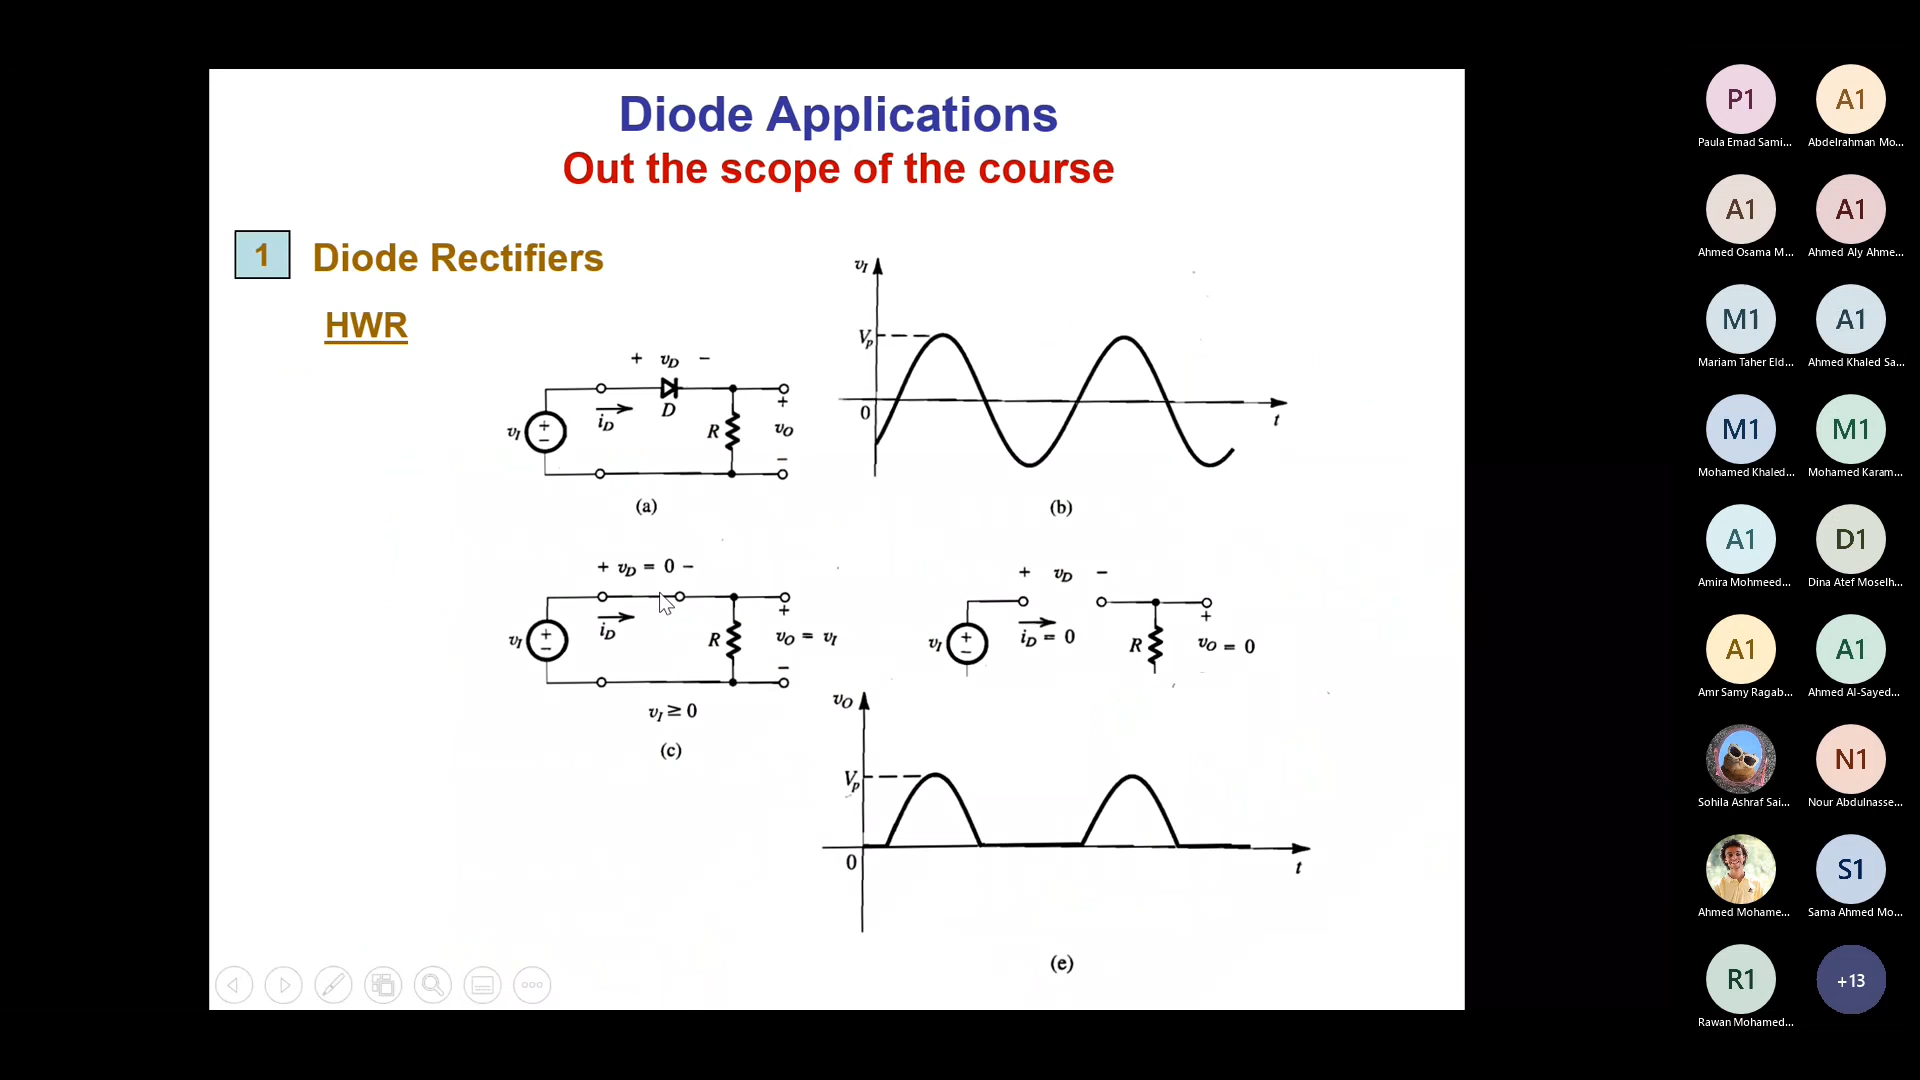 Diode Applications
Out the scope of the course
1 Diode Rectifiers
HWR
+ vD −
iD
D
vI
+
−
R
+
vO
−
(a)
vI
Vp
0
t
(b)
+ vD = 0 −
iD
vI
+
−
R
+
vO = vI
−
vI ≥ 0
(c)
+ vD −
iD = 0
vI
+
−
R
+
vO = 0
vO
Vp
0
t
(e)
P1
Paula Emad Sami...
A1
Abdelrahman Mo...
A1
Ahmed Osama M...
A1
Ahmed Aly Ahme...
M1
Mariam Taher Eld...
A1
Ahmed Khaled Sa...
M1
Mohamed Khaled...
M1
Mohamed Karam...
A1
Amira Mohmeed...
D1
Dina Atef Moselh...
A1
Amr Samy Ragab...
A1
Ahmed Al-Sayed...
Sohila Ashraf Sai...
N1
Nour Abdulnasse...
Ahmed Mohame...
S1
Sama Ahmed Mo...
R1
Rawan Mohamed...
+13